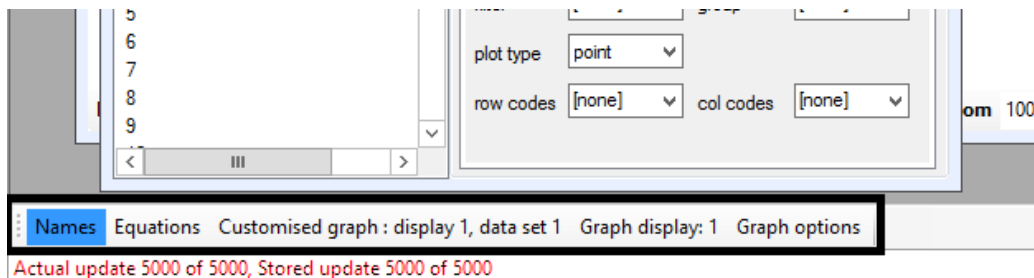 5
6
plot type point
7
8
row codes [none] col codes [none]
om 100
9
Names Equations Customised graph : display 1, data set 1 Graph display: 1 Graph options
Actual update 5000 of 5000, Stored update 5000 of 5000